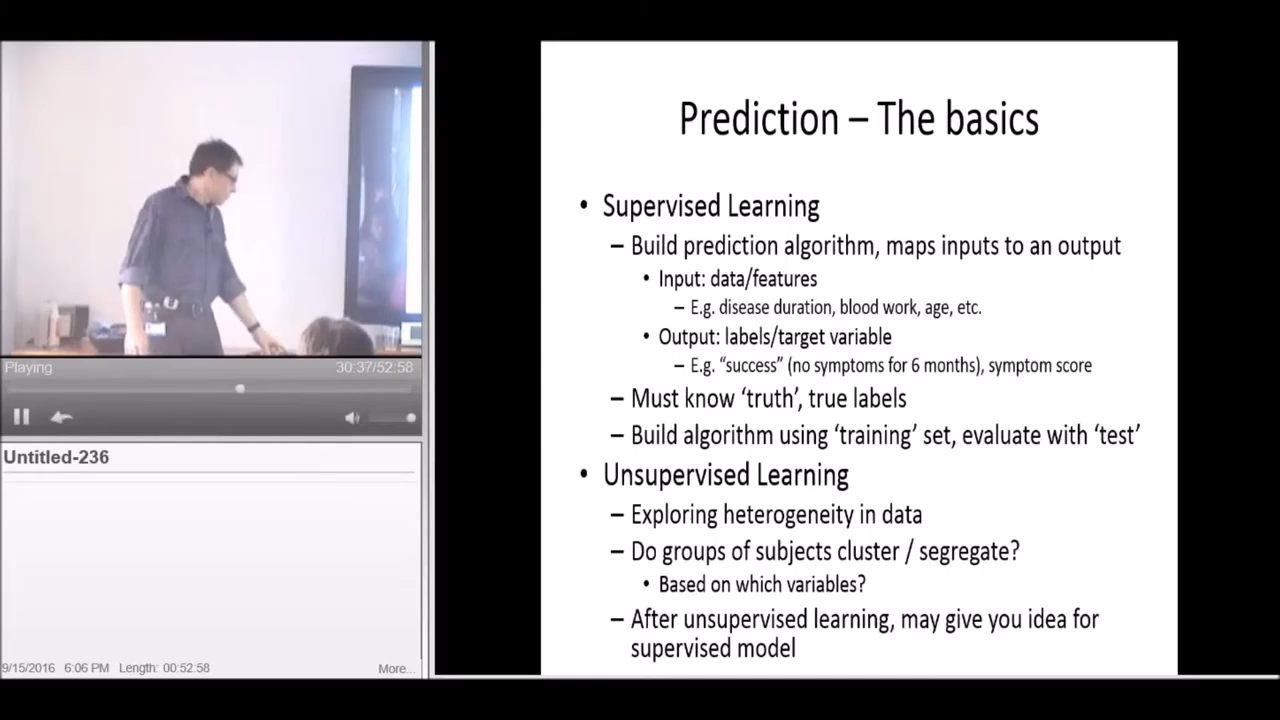 Playing
30:37/52:58
Untitled-236
9/15/2016 6:06 PM Length: 00:52:58
More...
Prediction – The basics
• Supervised Learning
– Build prediction algorithm, maps inputs to an output
• Input: data/features
– E.g. disease duration, blood work, age, etc.
• Output: labels/target variable
– E.g. “success” (no symptoms for 6 months), symptom score
– Must know ‘truth’, true labels
– Build algorithm using ‘training’ set, evaluate with ‘test’
• Unsupervised Learning
– Exploring heterogeneity in data
– Do groups of subjects cluster / segregate?
• Based on which variables?
– After unsupervised learning, may give you idea for
supervised model